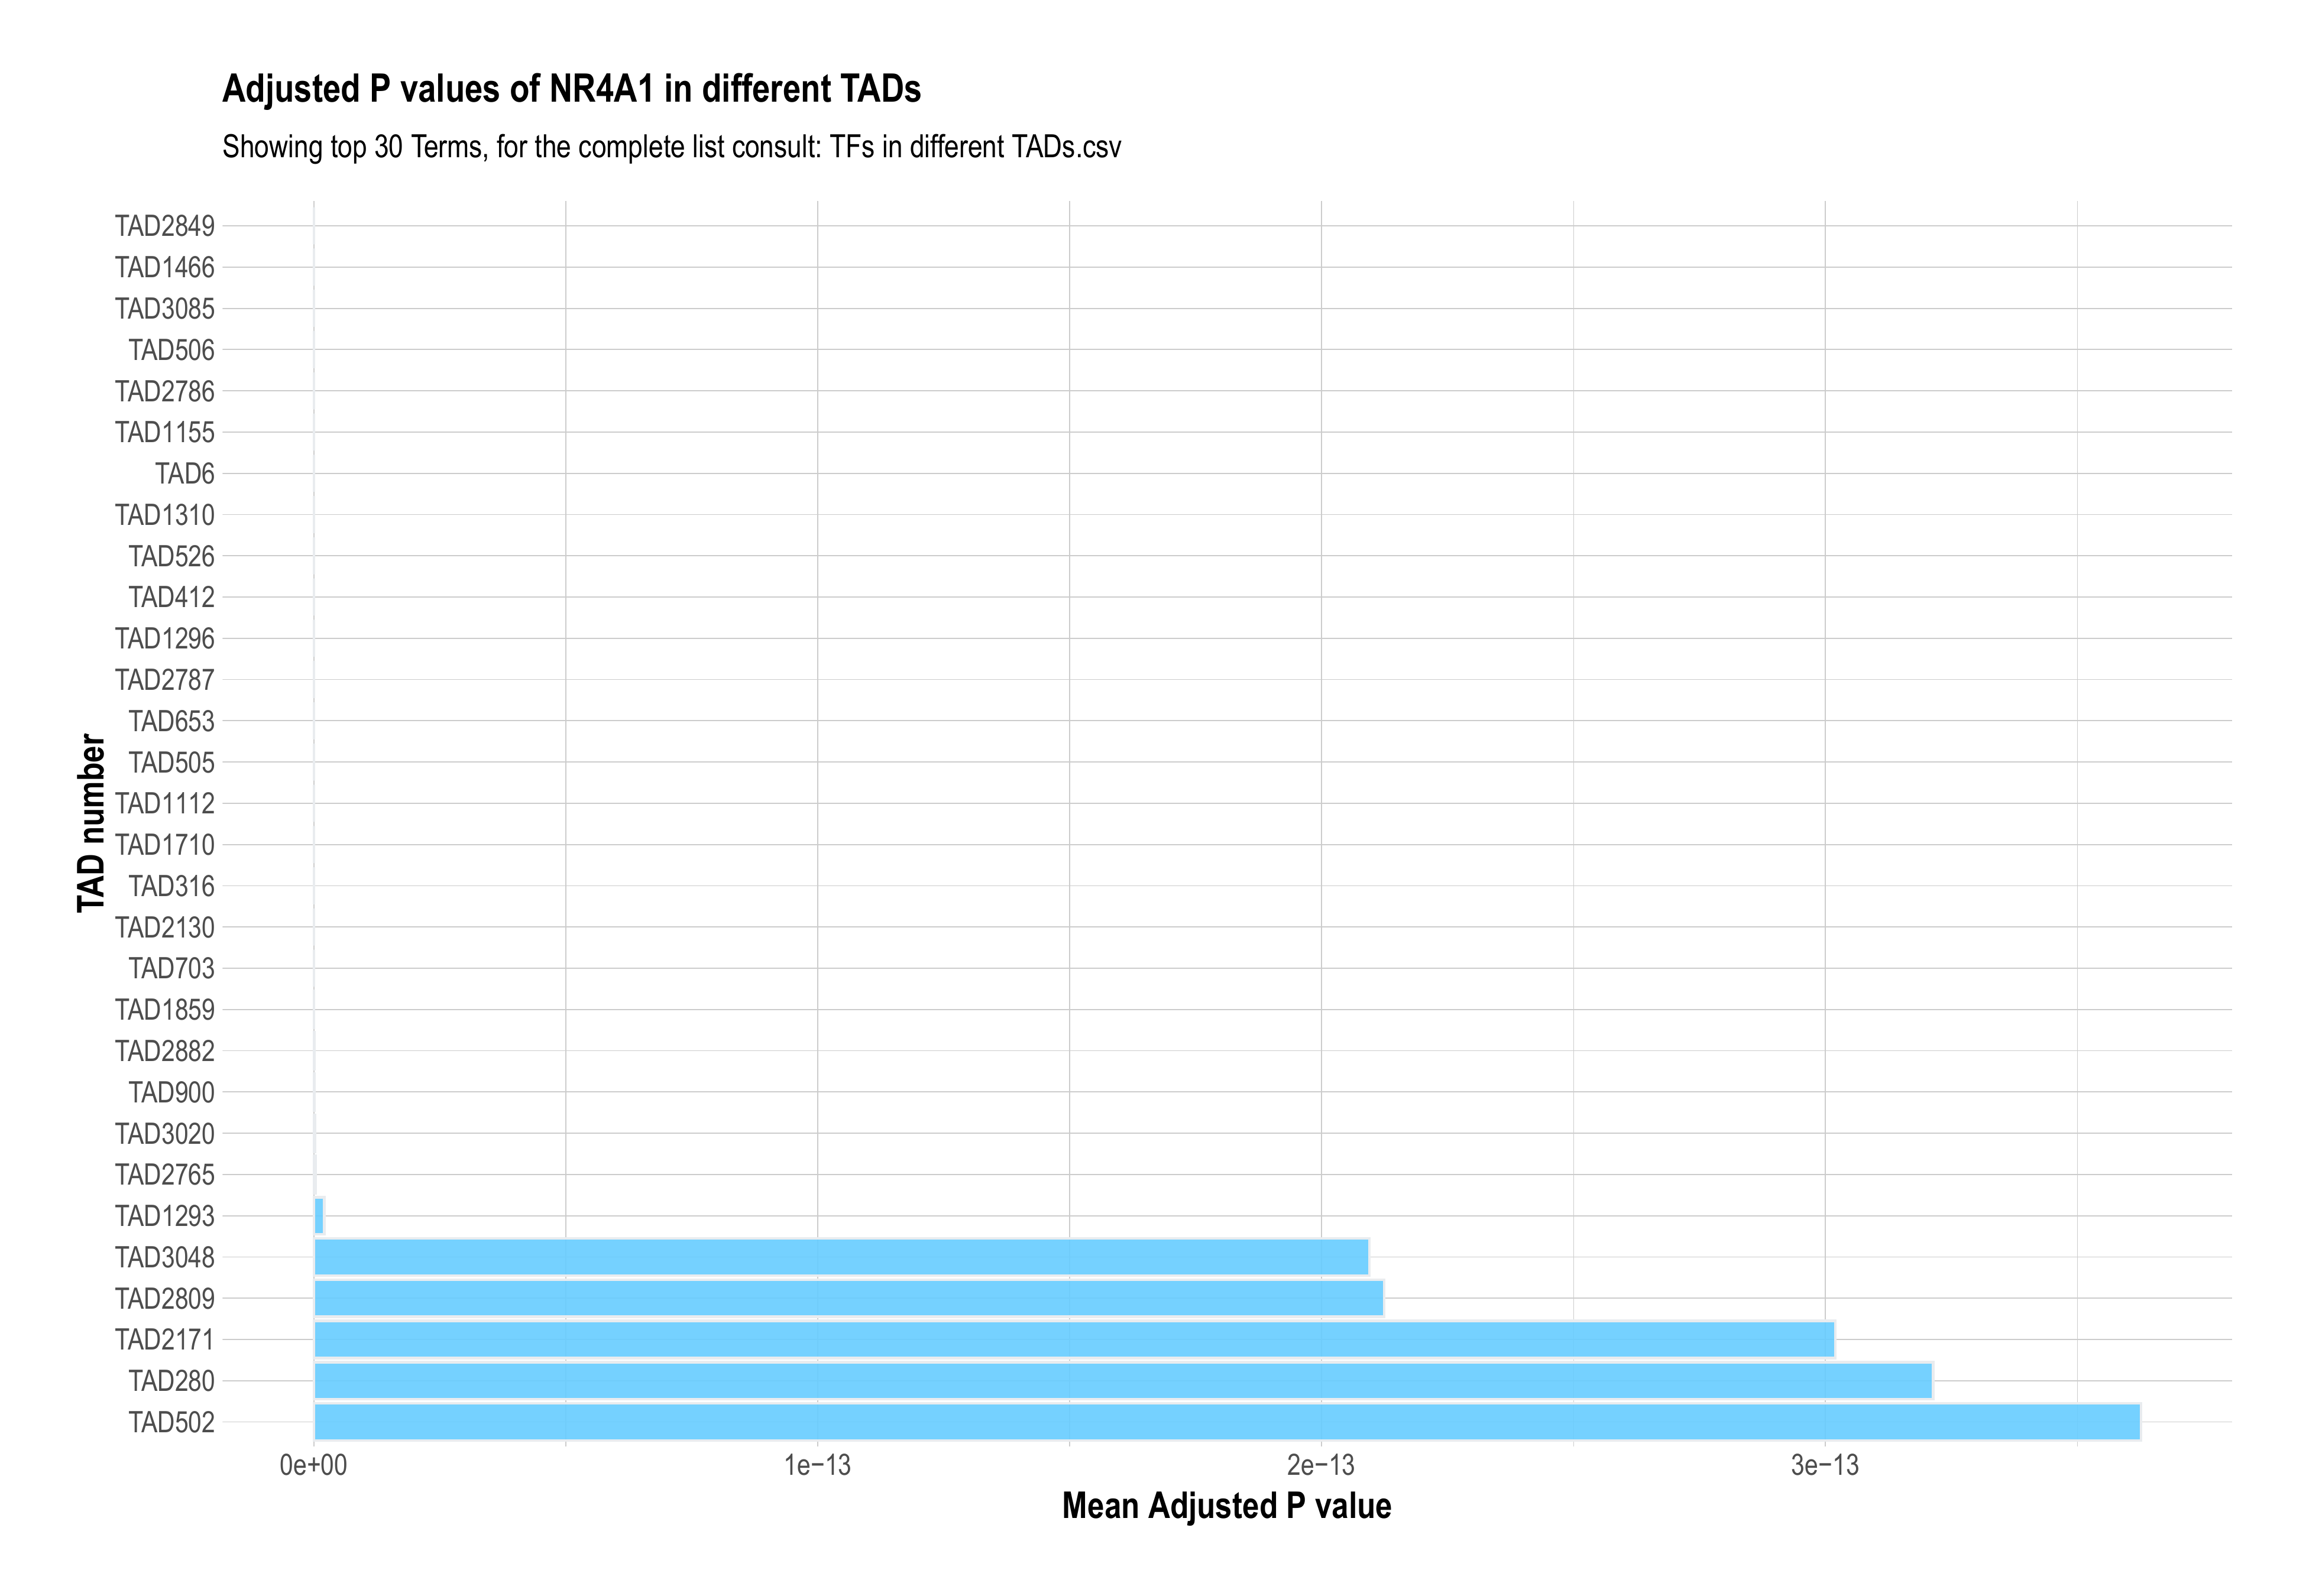 Adjusted P values of NR4A1 in different TADs
Showing top 30 Terms, for the complete list consult: TFs in different TADs.csv
TAD number
TAD2849
TAD1466
TAD3085
TAD506
TAD2786
TAD1155
TAD6
TAD1310
TAD526
TAD412
TAD1296
TAD2787
TAD653
TAD505
TAD1112
TAD1710
TAD316
TAD2130
TAD703
TAD1859
TAD2882
TAD900
TAD3020
TAD2765
TAD1293
TAD3048
TAD2809
TAD2171
TAD280
TAD502
0e+00 1e−13 2e−13 3e−13
Mean Adjusted P value